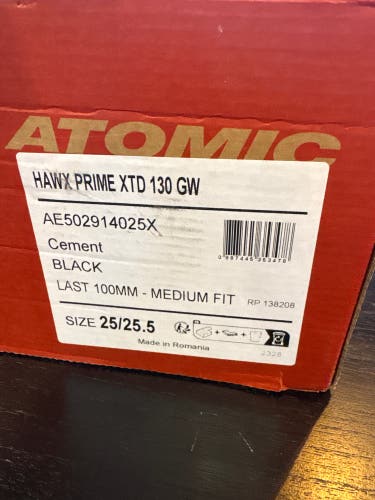 ATOMIC
HAWX PRIME XTD 130 GW
AE502914025X
Cement
BLACK
LAST 100MM - MEDIUM FIT
RP 138208
SIZE 25/25.5
Made in Romania
2328